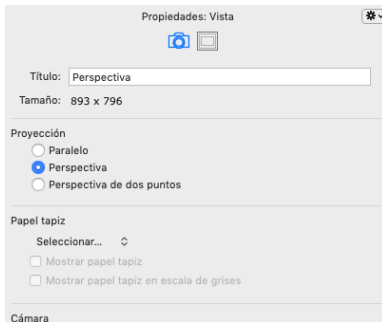 Propiedades: Vista
Título: Perspectiva
Tamaño: 893 x 796
Proyección
Paralelo
Perspectiva
Perspectiva de dos puntos
Papel tapiz
Seleccionar...
Mostrar papel tapiz
Mostrar papel tapiz en escala de grises
Cámara